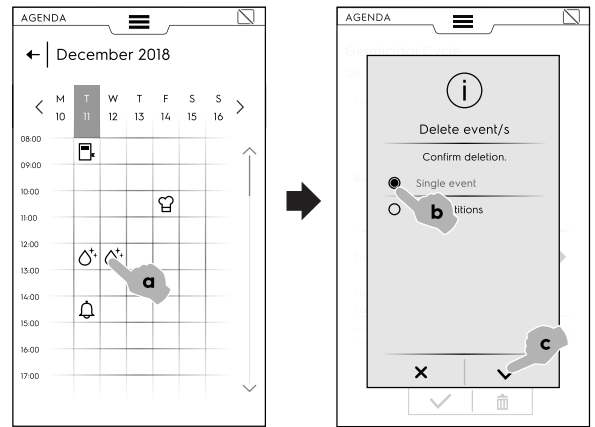 AGENDA
December 2018
M T W T F S S
10 11 12 13 14 15 16
08:00
09:00
10:00
11:00
12:00
13:00
14:00
15:00
16:00
17:00
a
AGENDA
Germicidal Cycle
Delete event/s
Confirm deletion.
Single event
b
titions
c